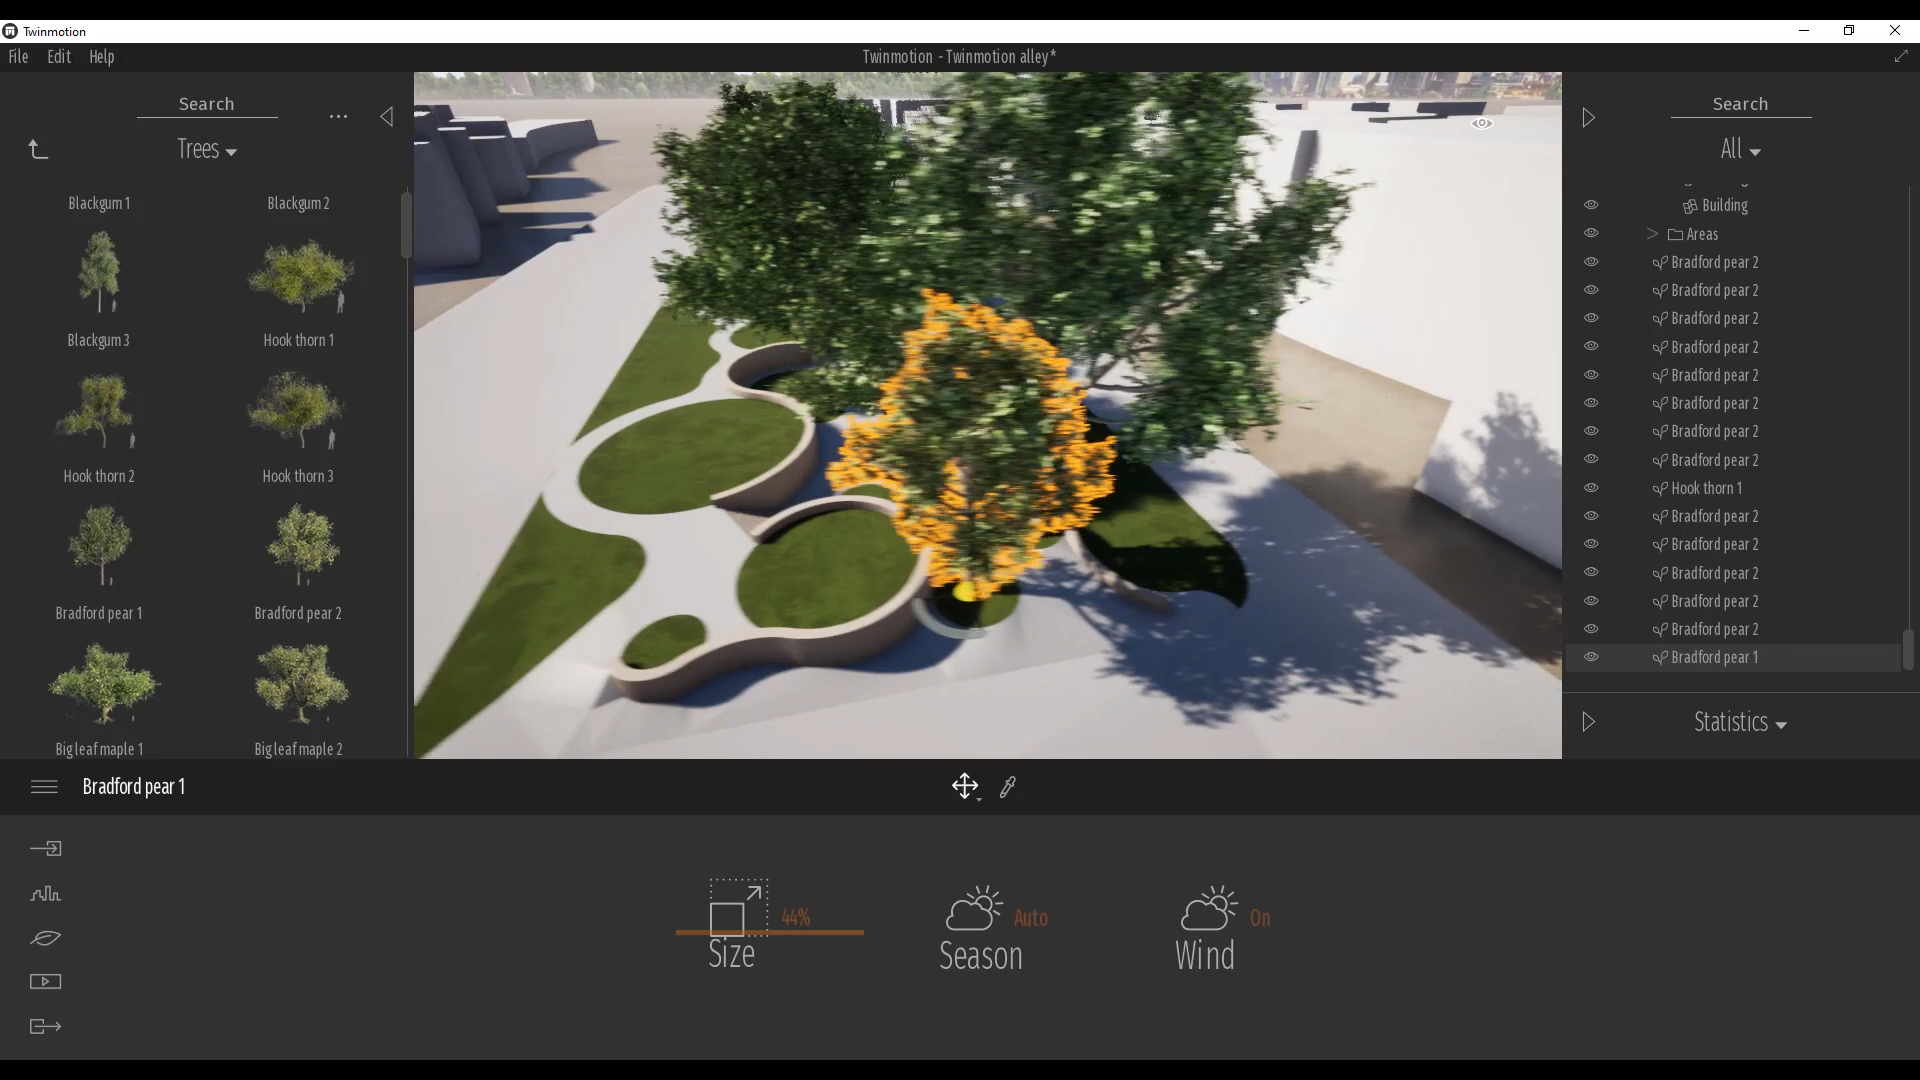 Twinmotion
File Edit Help
Twinmotion - Twinmotion alley*
Search
Trees
Blackgum 1
Blackgum 2
Blackgum 3
Hook thorn 1
Hook thorn 2
Hook thorn 3
Bradford pear 1
Bradford pear 2
Big leaf maple 1
Big leaf maple 2
Search
All
Building
Areas
Bradford pear 2
Bradford pear 2
Bradford pear 2
Bradford pear 2
Bradford pear 2
Bradford pear 2
Bradford pear 2
Bradford pear 2
Hook thorn 1
Bradford pear 2
Bradford pear 2
Bradford pear 2
Bradford pear 2
Bradford pear 2
Bradford pear 1
Statistics
Bradford pear 1
44%
Size
Auto
Season
On
Wind